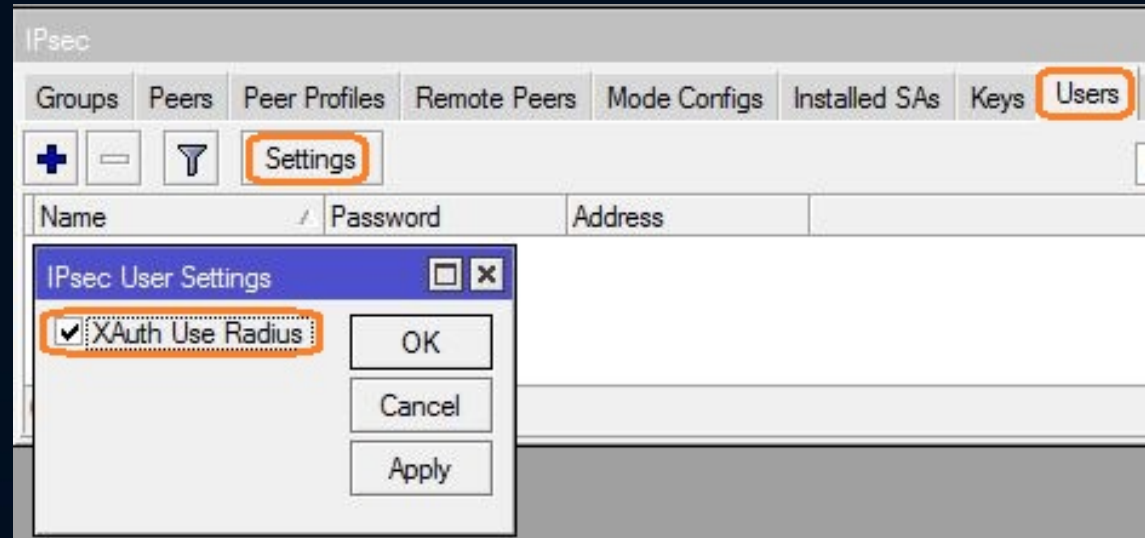 IPsec
Groups Peers Peer Profiles Remote Peers Mode Configs Installed SAs Keys Users
Settings
Name Password Address
IPsec User Settings
XAuth Use Radius
OK
Cancel
Apply